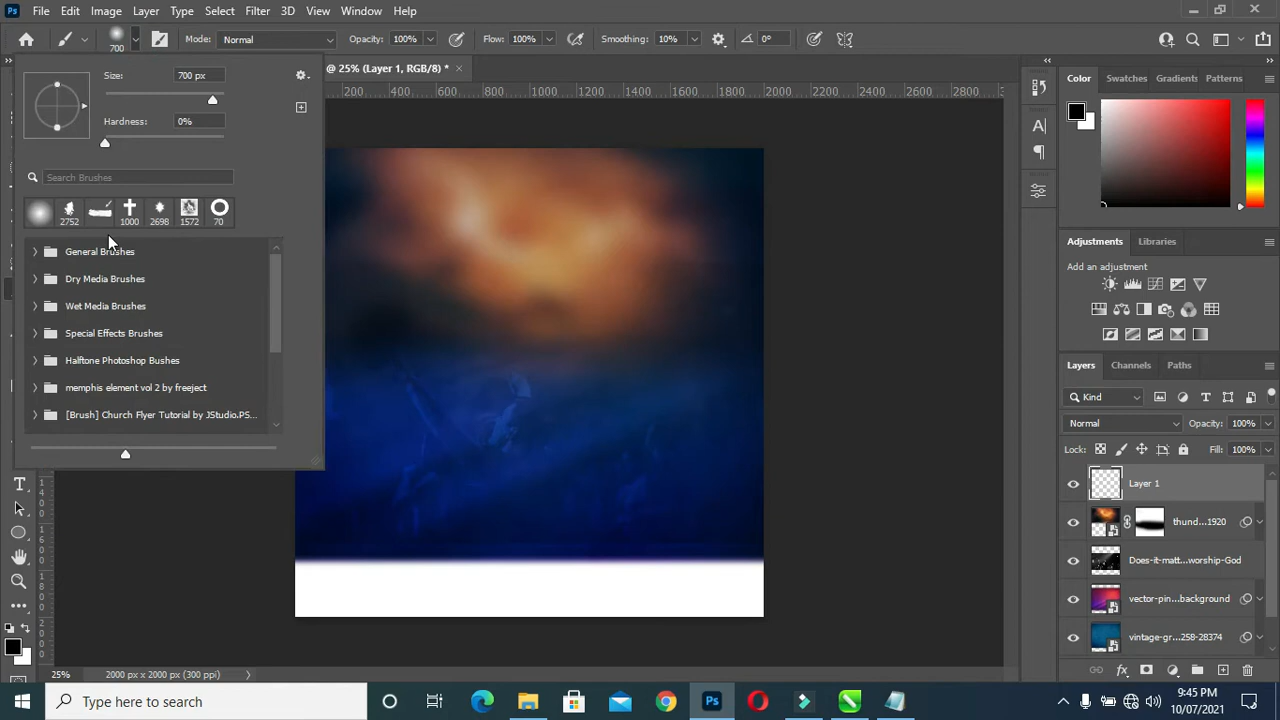 Ps File Edit Image Layer Type Select Filter 3D View Window Help
700 Mode: Normal Opacity: 100% Flow: 100% Smoothing: 10% 0°
@ 25% (Layer 1, RGB/8) *
200 400 600 800 1000 1200 1400 1600 1800 2000 2200 2400 2600 2800 3000
Size: 700 px
Hardness: 0%
Search Brushes
2752 1000 2698 1572 70
General Brushes
Dry Media Brushes
Wet Media Brushes
Special Effects Brushes
Halftone Photoshop Bushes
memphis element vol 2 by freeject
[Brush] Church Flyer Tutorial by JStudio.PS...
Color Swatches Gradients Patterns
Adjustments Libraries
Add an adjustment
Layers Channels Paths
Kind
Normal Opacity: 100%
Lock: Fill: 100%
Layer 1
thund...1920
Does-it-matt...worship-God
vector-pin...background
vintage-gr...258-28374
25% 2000 px x 2000 px (300 ppi)
Type here to search
Ps
9:45 PM
10/07/2021